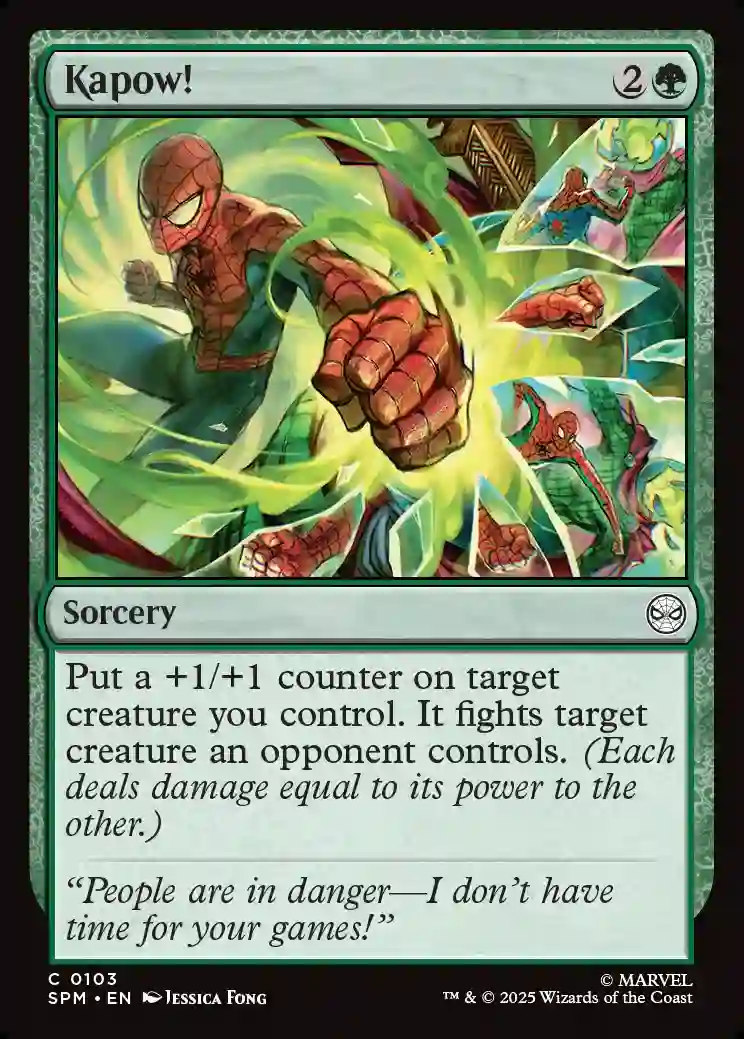 Kapow!
2
Sorcery
Put a +1/+1 counter on target
creature you control. It fights target
creature an opponent controls. (Each
deals damage equal to its power to the
other.)
“People are in danger—I don’t have
time for your games!”
C 0103
SPM • EN Jessica Fong
© MARVEL
™ & © 2025 Wizards of the Coast